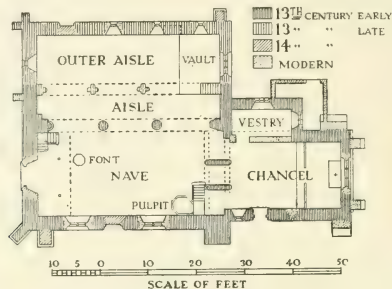 13TH CENTURY EARLY
13 " " LATE
14 " "
MODERN
OUTER AISLE
VAULT
AISLE
VESTRY
FONT
NAVE
CHANCEL
PULPIT
10 5 0 10 20 30 40 50
SCALE OF FEET